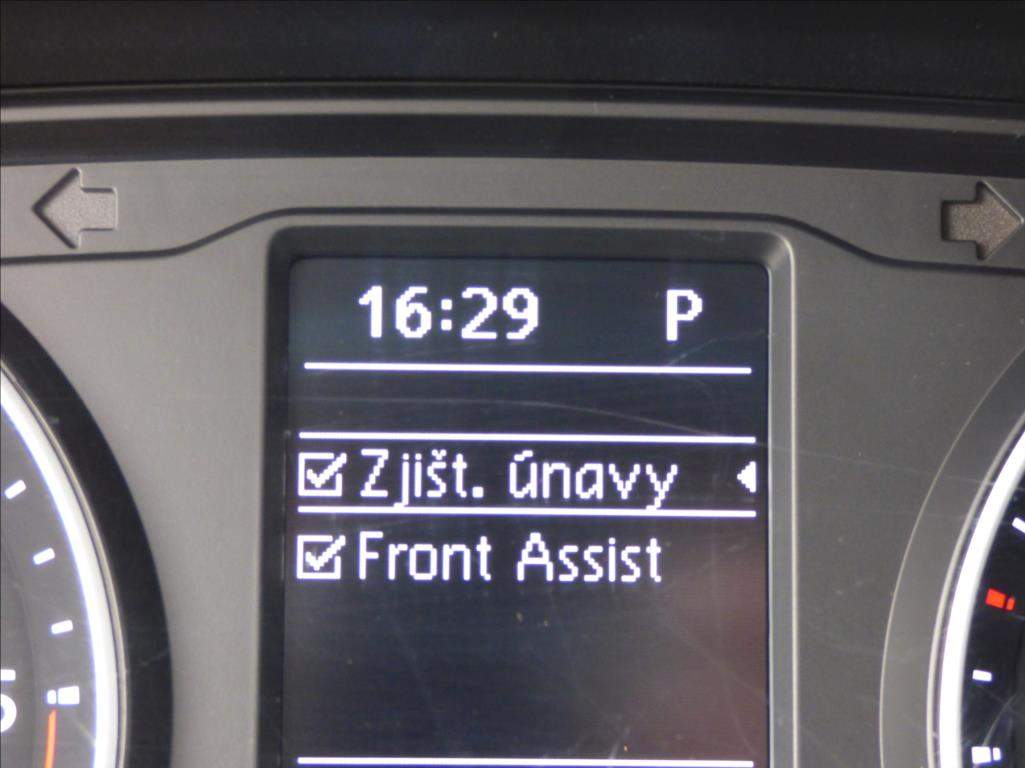 16:29 P
Zjišt. únavy
Front Assist